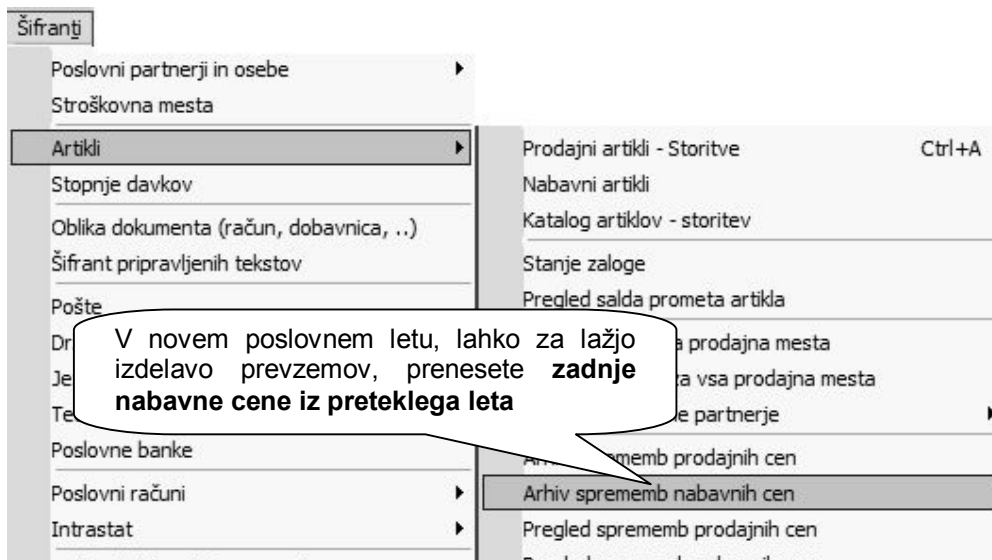 Šifranti
Poslovni partnerji in osebe
Stroškovna mesta
Artikli
Stopnje davkov
Oblika dokumenta (račun, dobavnica, ..)
Šifrant pripravljenih tekstov
Pošte
Poslovne banke
Poslovni računi
Intrastat
Prodajni artikli - Storitve Ctrl+A
Nabavni artikli
Katalog artiklov - storitev
Stanje zaloge
Pregled salda prometa artikla
prodajna mesta
za vsa prodajna mesta
partnerje
prodajnih cen
Arhiv sprememb nabavnih cen
Pregled sprememb prodajnih cen
V novem poslovnem letu, lahko za lažjo
izdelavo prevzemov, prenesete zadnje
nabavne cene iz preteklega leta